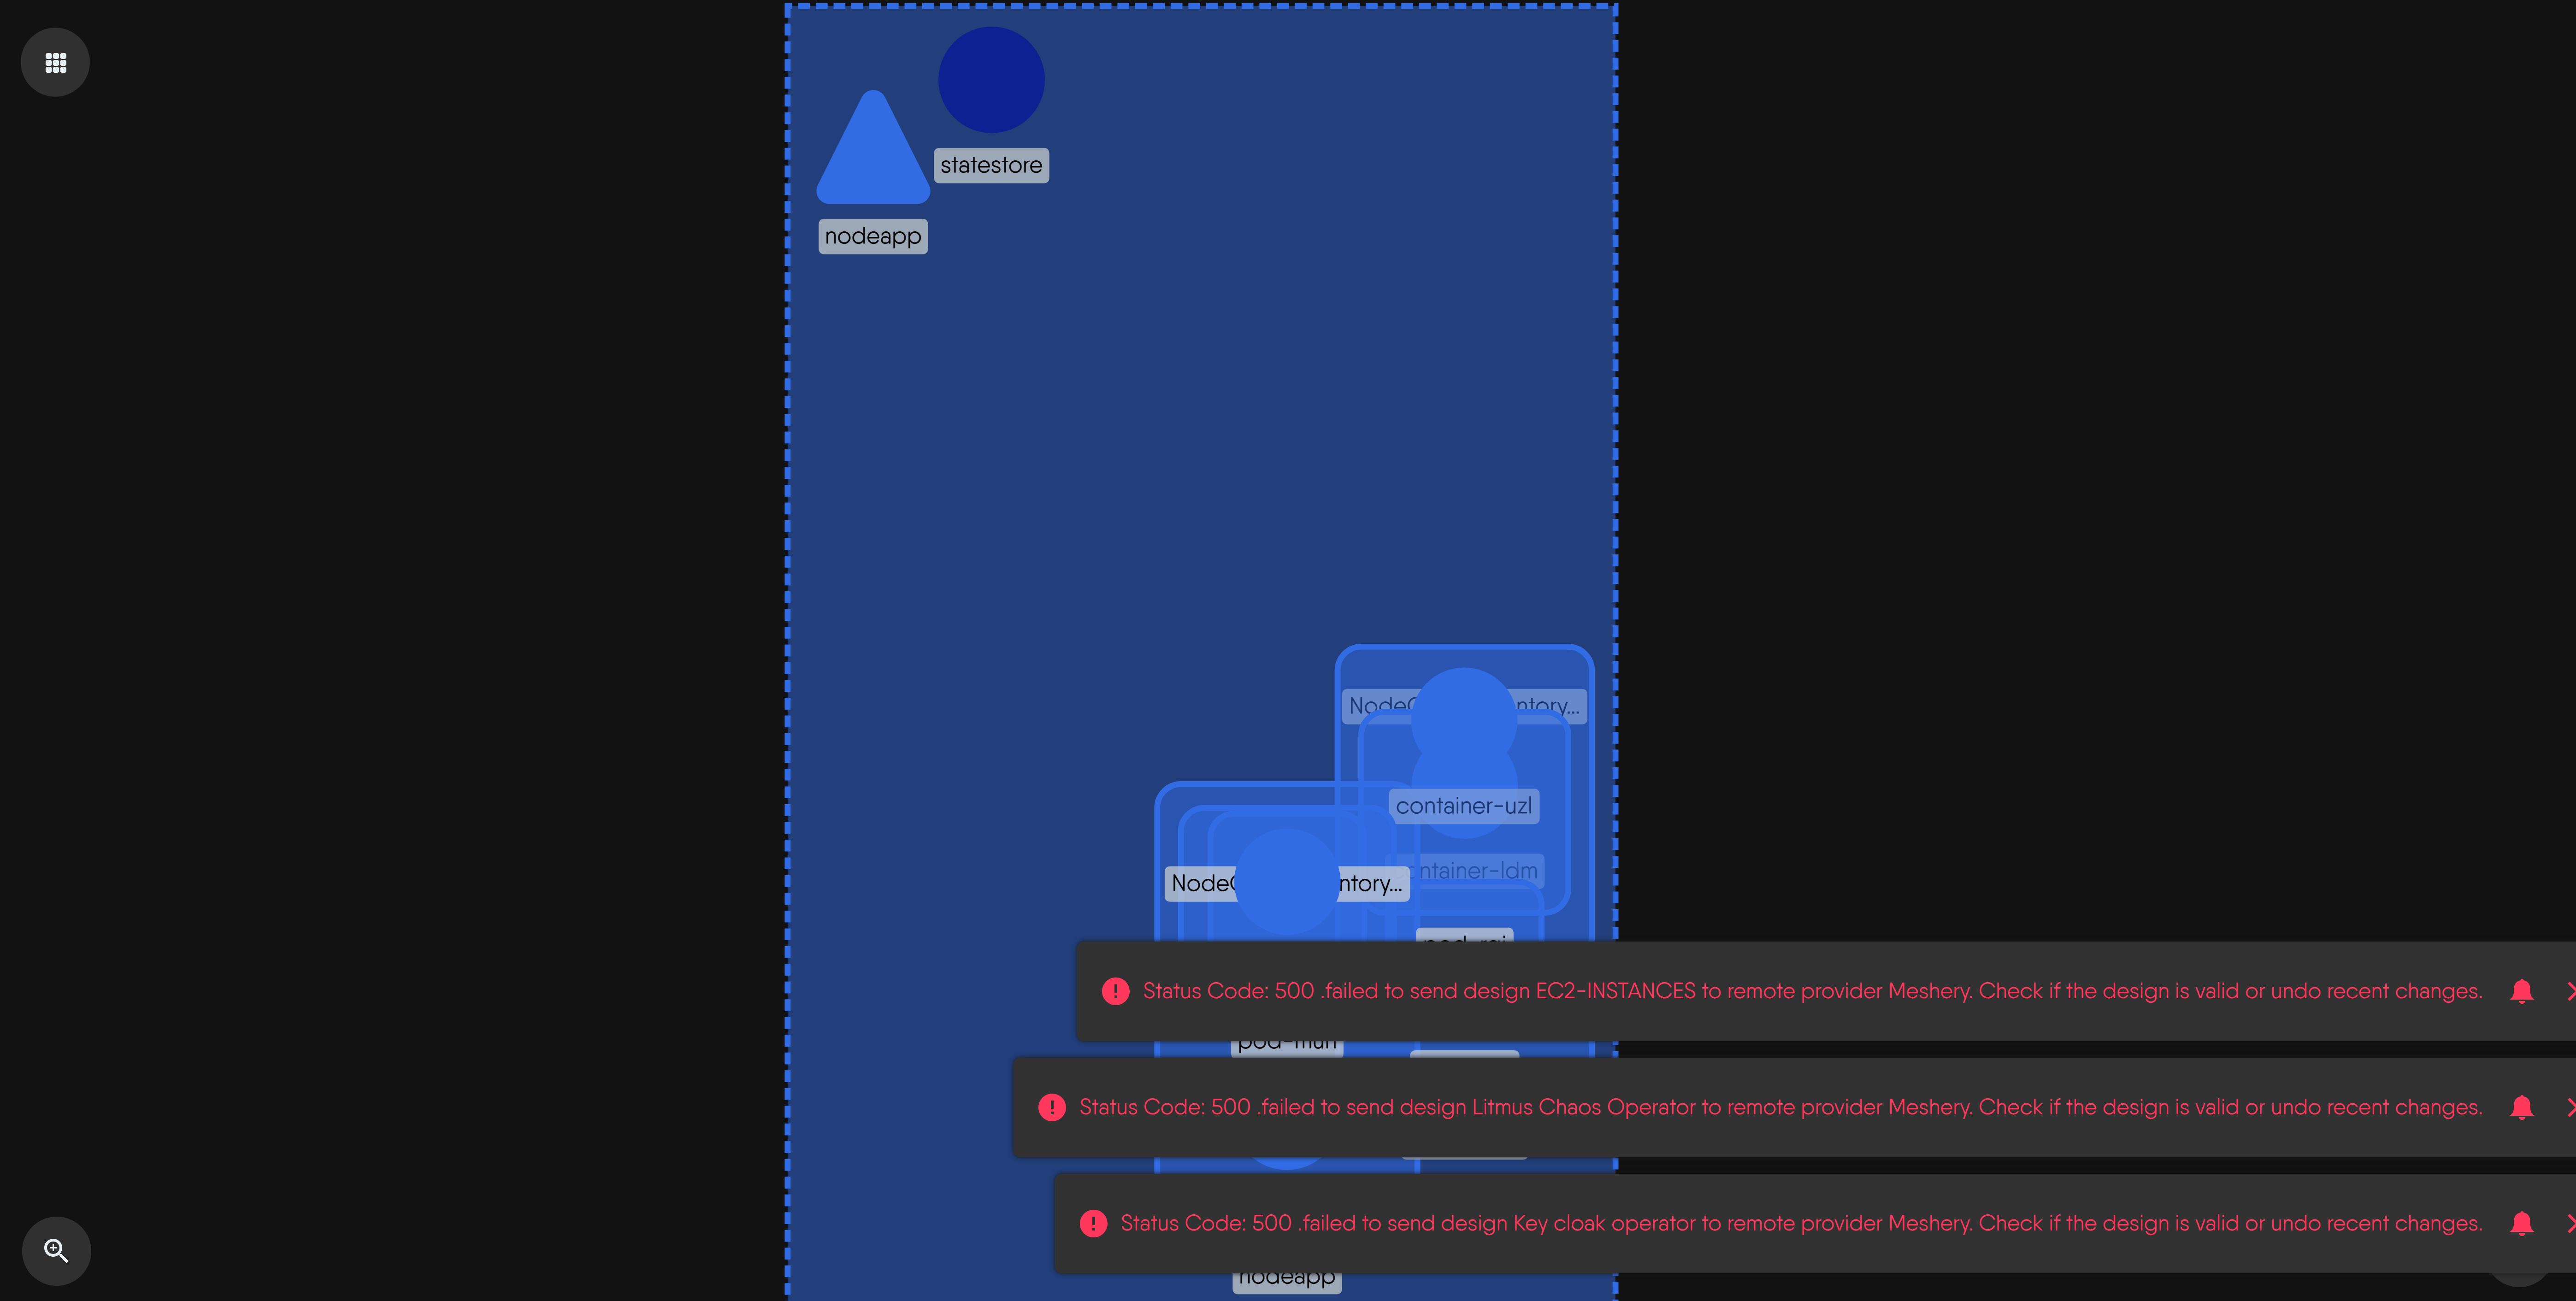 statestore
nodeapp
NodeC ntory...
container-uzl
ntainer-ldm
NodeC ntory...
Status Code: 500 .failed to send design EC2-INSTANCES to remote provider Meshery. Check if the design is valid or undo recent changes.
Status Code: 500 .failed to send design Litmus Chaos Operator to remote provider Meshery. Check if the design is valid or undo recent changes.
Status Code: 500 .failed to send design Key cloak operator to remote provider Meshery. Check if the design is valid or undo recent changes.
nodeapp